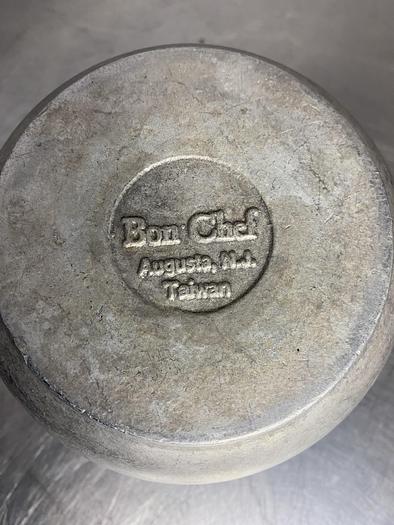 Bon Chef
Augusta, N.J.
Taiwan